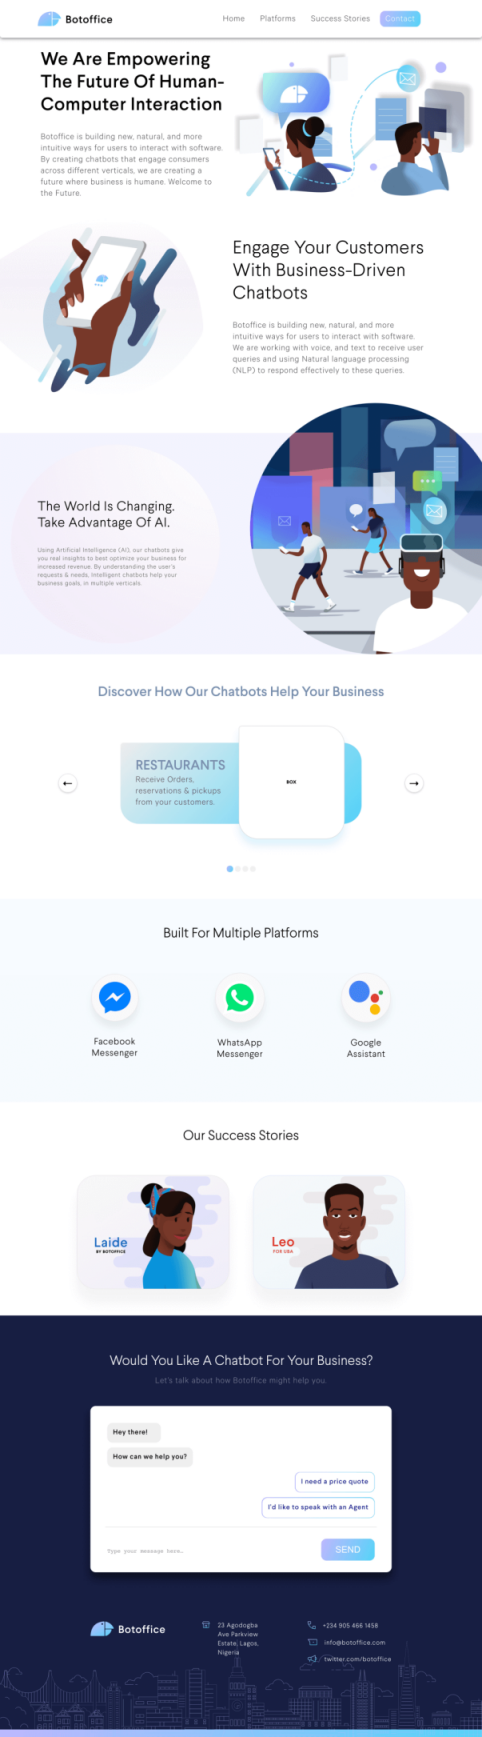 Botoffice
Home Platforms Success Stories Contact
We Are Empowering
The Future Of Human-
Computer Interaction
Botoffice is building new, natural, and more
intuitive ways for users to interact with software.
By creating chatbots that engage consumers
across different verticals, we are creating a
future where business is humane. Welcome to
the Future.
Engage Your Customers
With Business-Driven
Chatbots
Botoffice is building new, natural, and more
intuitive ways for users to interact with software.
We are working with voice, and text to receive user
queries and using Natural language processing
(NLP) to respond effectively to these queries.
The World Is Changing.
Take Advantage Of AI.
Using Artificial Intelligence (AI), our chatbots give
you real insights to best optimize your business for
increased revenue. By understanding the user's
requests & needs, Intelligent chatbots help your
business goals, in multiple verticals
Discover How Our Chatbots Help Your Business
RESTAURANTS
Receive Orders,
reservations & pickups
from your customers.
BOX
Built For Multiple Platforms
Facebook
Messenger
WhatsApp
Messenger
Google
Assistant
Our Success Stories
Laide
BY BOTOFFICE
Leo
FOR UBA
Would You Like A Chatbot For Your Business?
Let's talk about how Botoffice might help you.
Hey there!
How can we help you?
I need a price quote
I'd like to speak with an Agent
Type your message here...
SEND
Botoffice
23 Agodogba
Ave Parkview
Estate, Lagos,
Nigeria
+234 905 466 1458
info@botoffice.com
twitter.com/botoffice